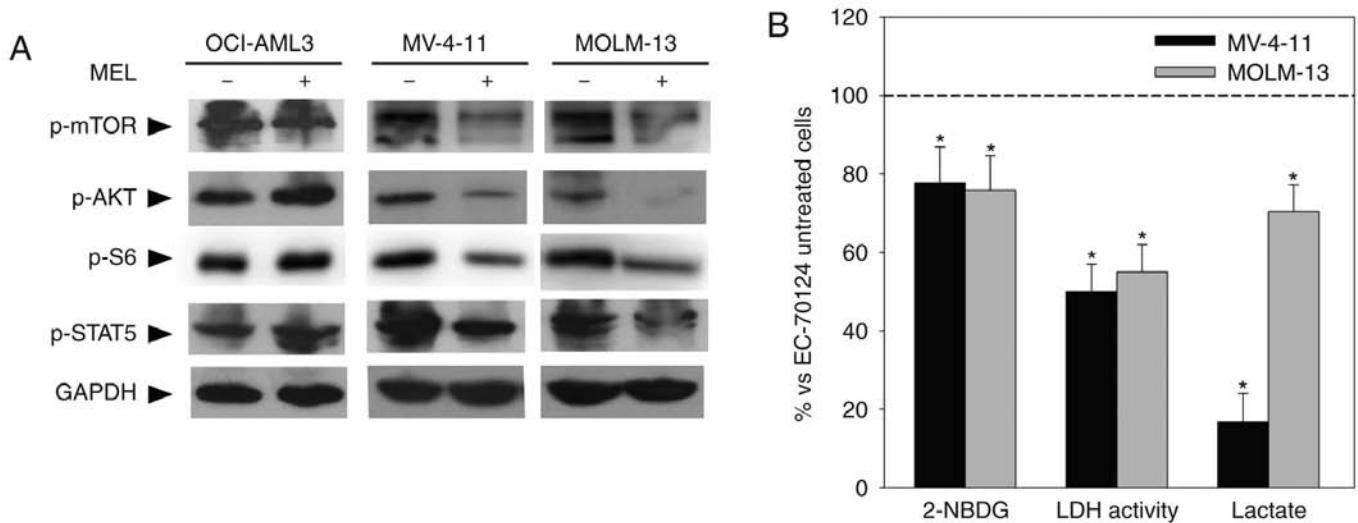 A
OCI-AML3 MV-4-11 MOLM-13
MEL – + – + – +
p-mTOR
p-AKT
p-S6
p-STAT5
GAPDH
B
% vs EC-70124 untreated cells
120
100
80
60
40
20
0
MV-4-11
MOLM-13
* * * * * *
2-NBDG LDH activity Lactate